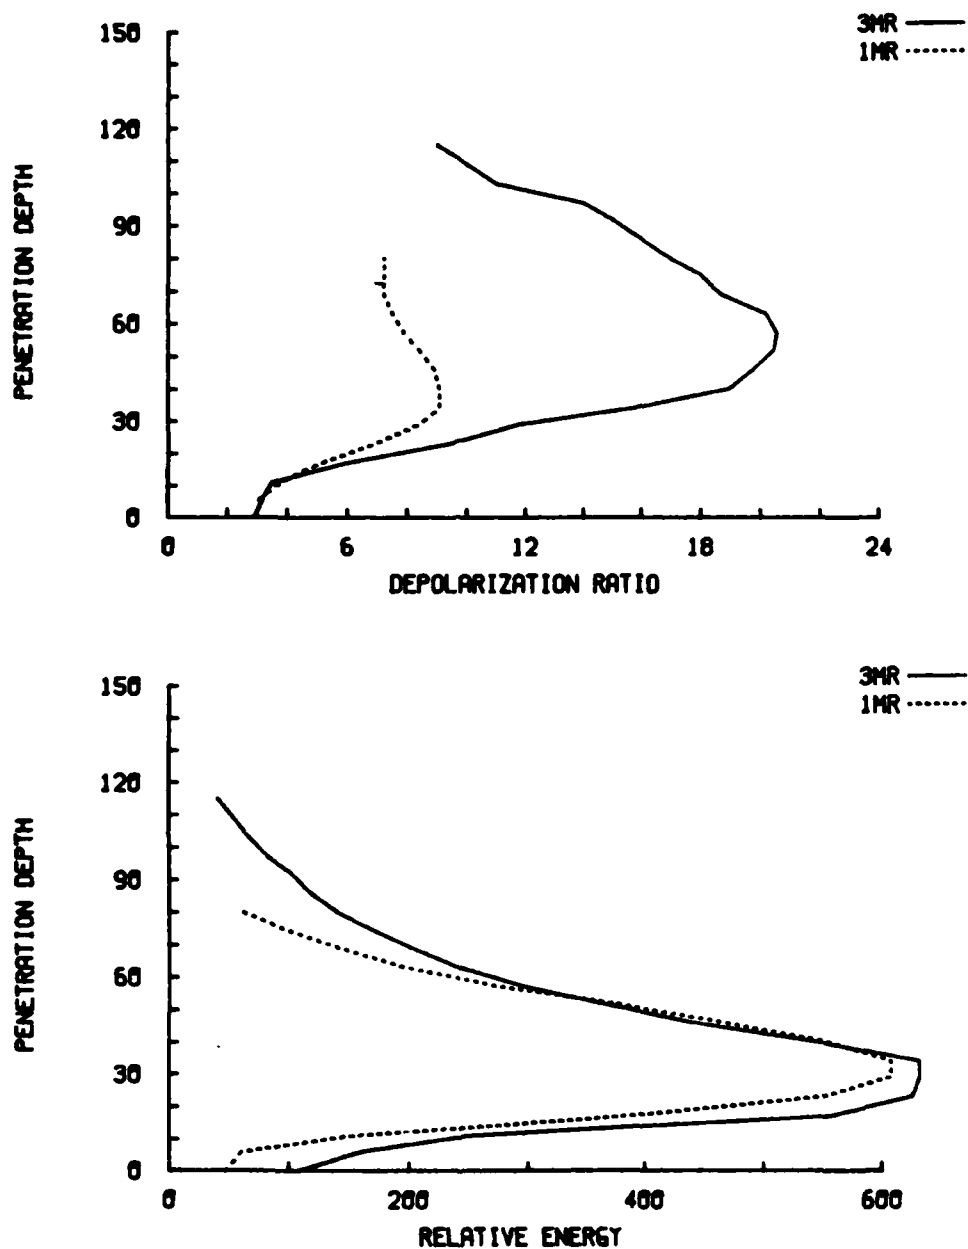 3MR
1MR
150
120
90
60
30
0
PENETRATION DEPTH
0 6 12 18 24
DEPOLARIZATION RATIO
3MR
1MR
150
120
90
60
30
0
PENETRATION DEPTH
0 200 400 600
RELATIVE ENERGY